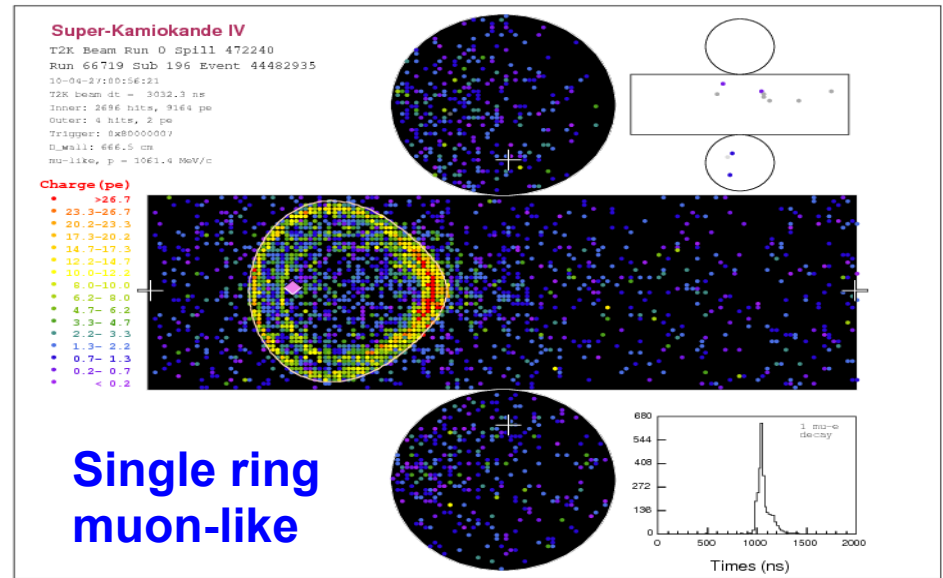 Super-Kamiokande IV
T2K Beam Run 0 Spill 472240
Run 66719 Sub 196 Event 44482935
10-04-27:00:56:21
T2K beam dt = 3032.3 ns
Inner: 2686 hits, 9164 pe
Outer: 4 hits, 2 pe
Trigger: 0x80000007
D_wall: 666.5 cm
mu-like, p = 1061.4 MeV/c
Charge(pe)
>26.7
23.3-26.7
20.2-23.3
17.3-20.2
14.7-17.3
12.2-14.7
10.0-12.2
8.0-10.0
6.2- 8.0
4.7- 6.2
3.3- 4.7
2.2- 3.3
1.3- 2.2
0.7- 1.3
0.2- 0.7
< 0.2
Single ring
muon-like
1 mu-e
decay
680
544
408
272
136
0
0 500 1000 1500 2000
Times (ns)